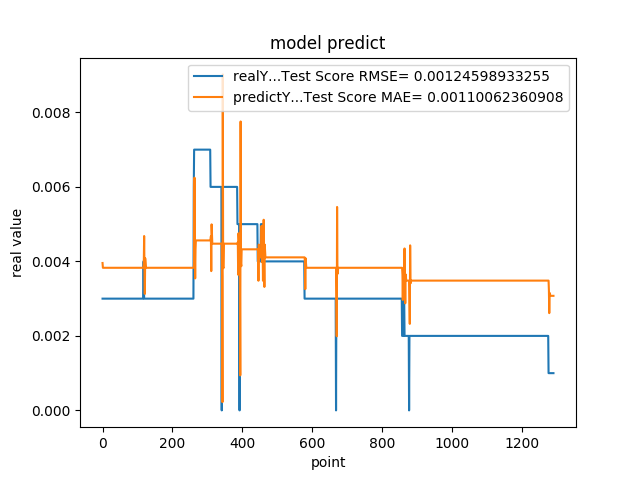 model predict
realY...Test Score RMSE= 0.00124598933255
predictY...Test Score MAE= 0.00110062360908
0.008
0.006
0.004
0.002
0.000
real value
0 200 400 600 800 1000 1200
point